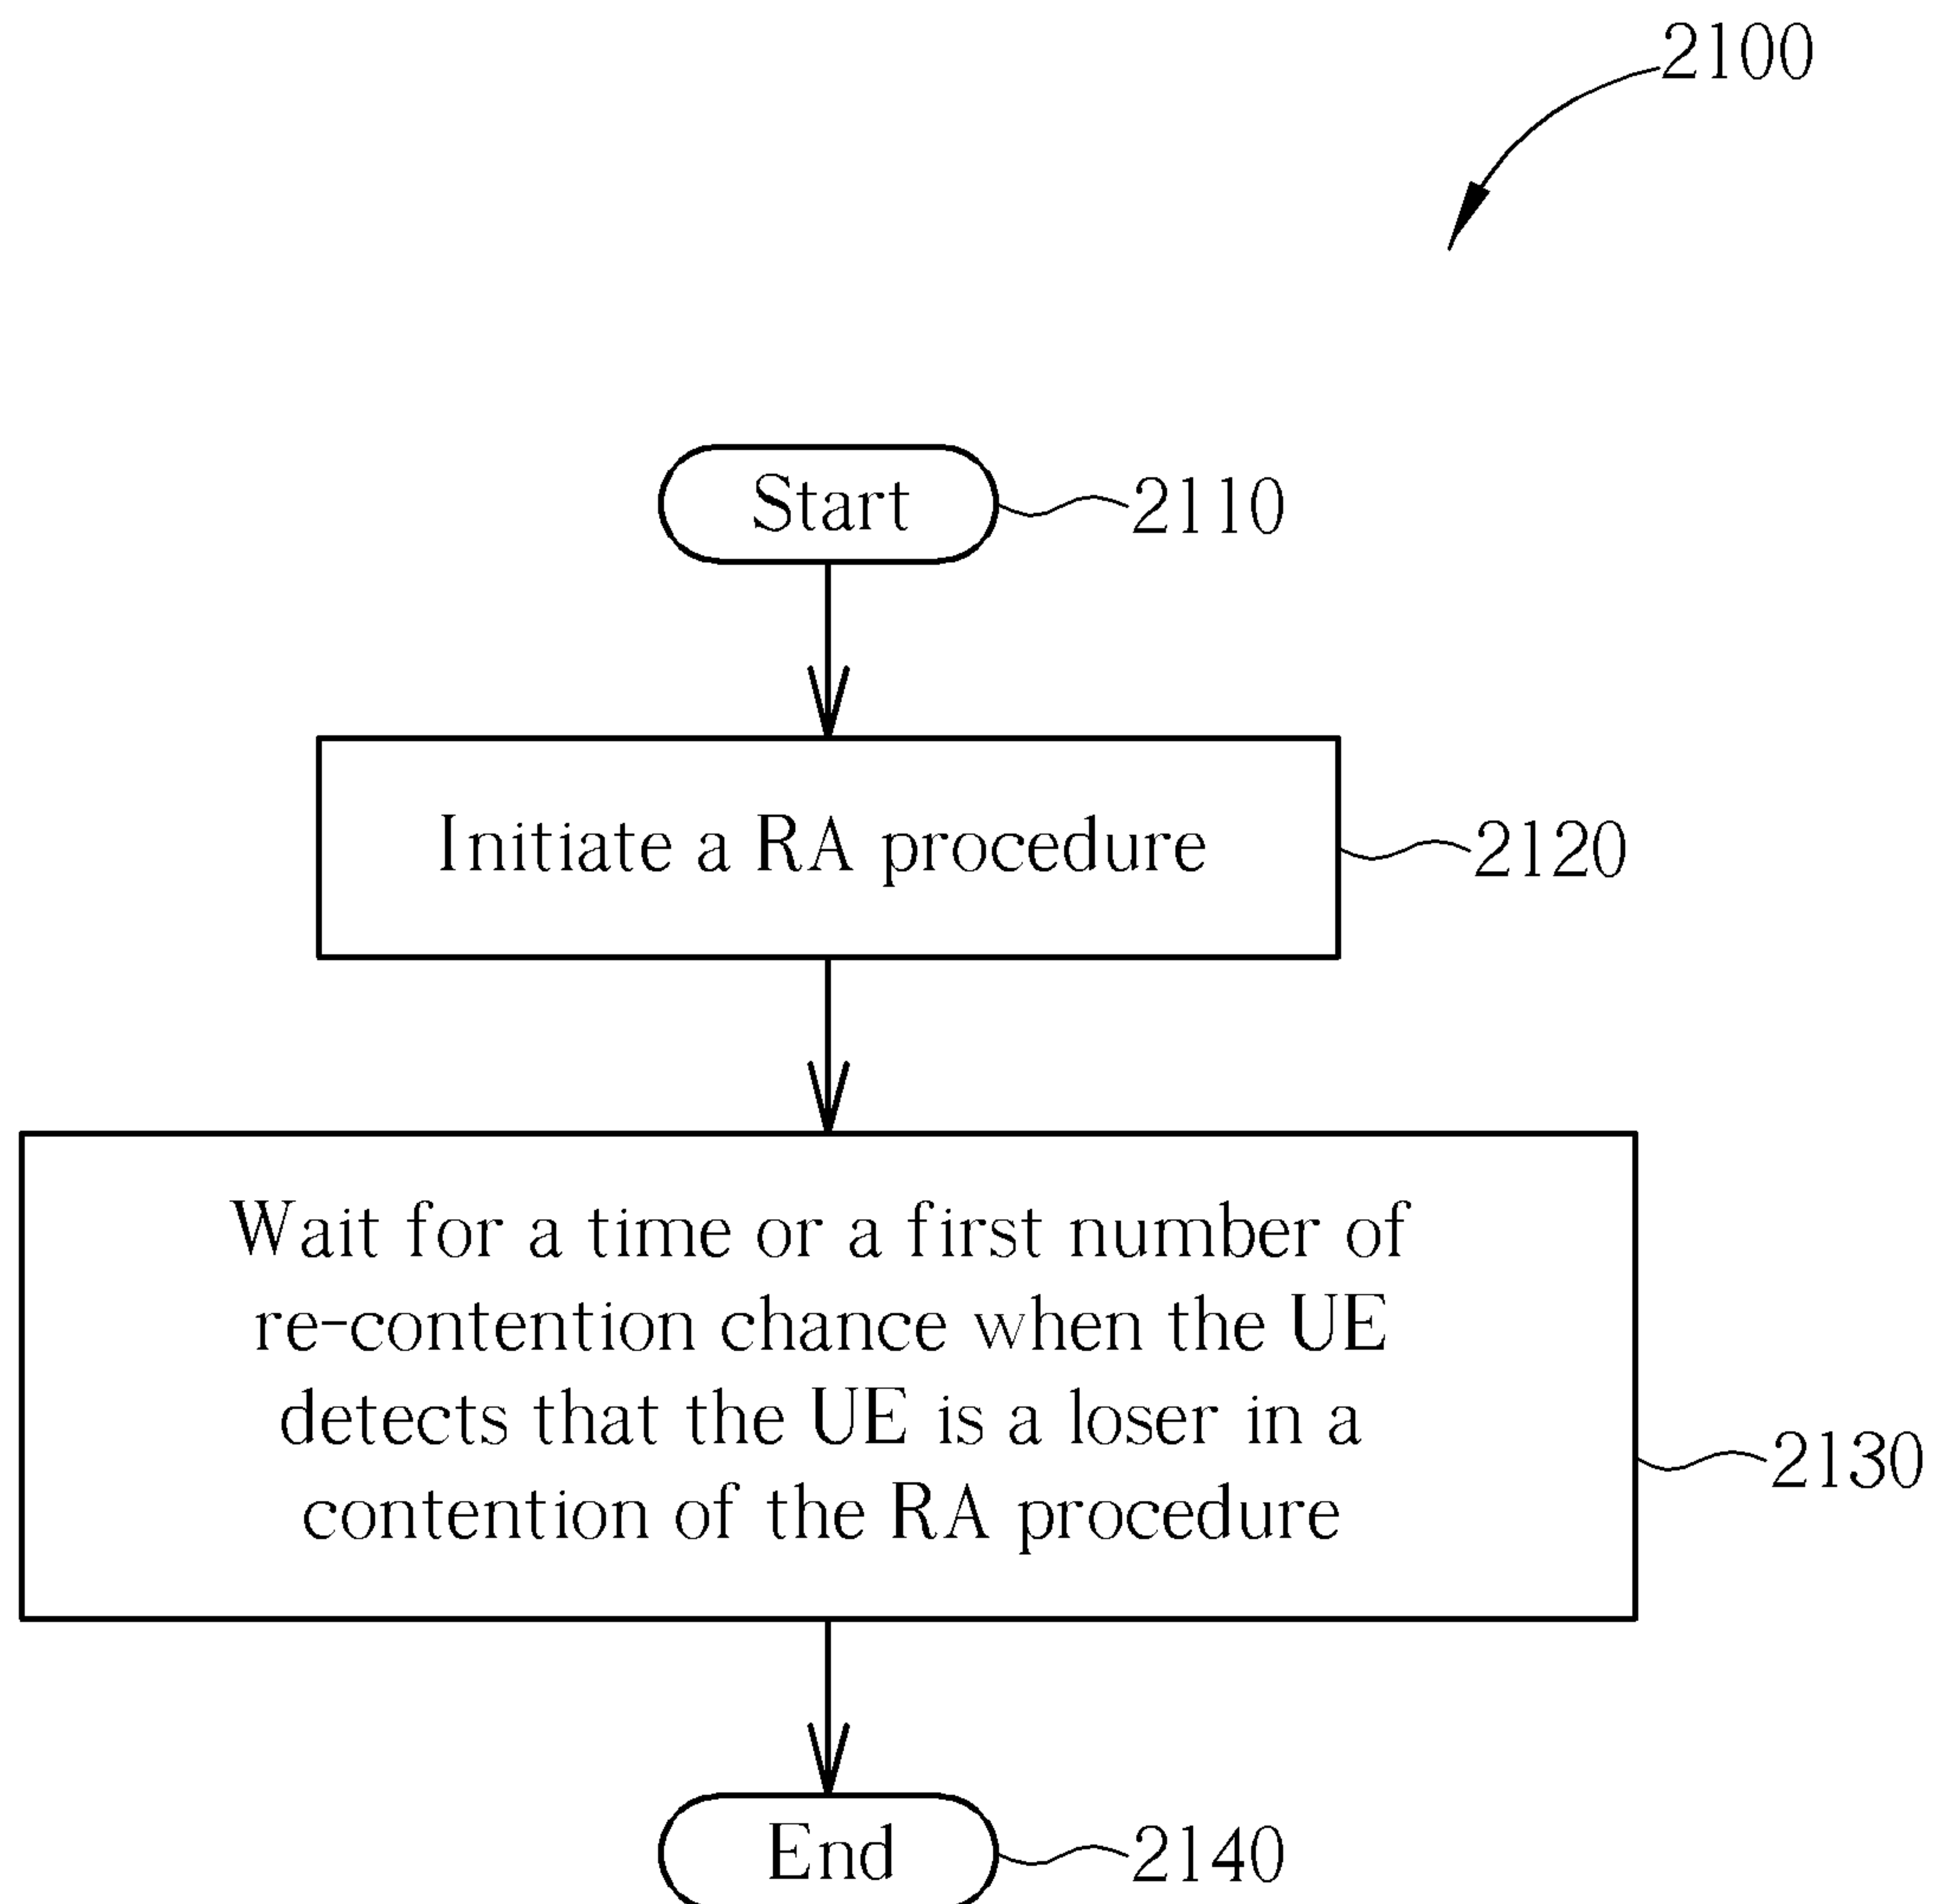 2100
Start
2110
Initiate a RA procedure
2120
Wait for a time or a first number of
re-contention chance when the UE
detects that the UE is a loser in a
contention of the RA procedure
2130
End
2140